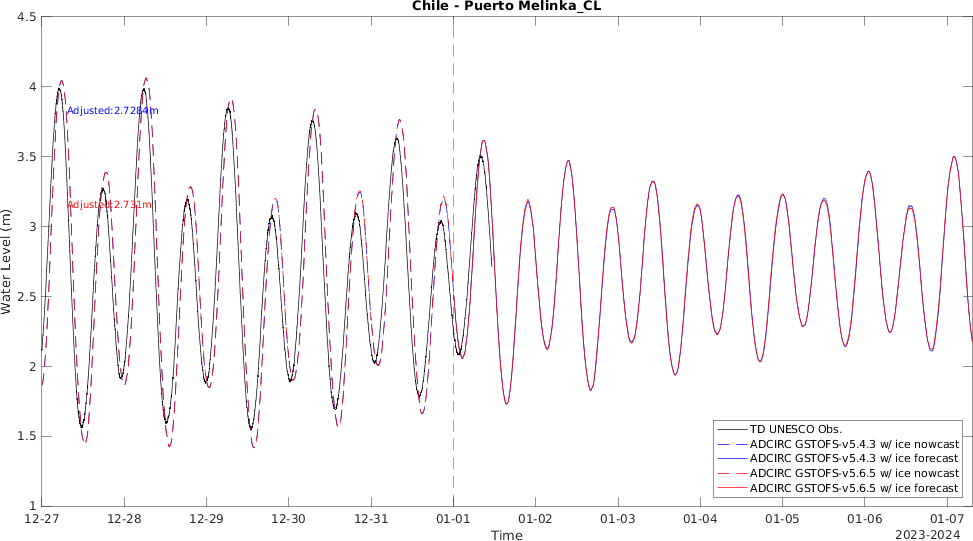 Chile - Puerto Melinka_CL
4.5
4
3.5
3
2.5
2
1.5
1
Water Level (m)
Adjusted:2.7284m
Adjusted:2.731m
TD UNESCO Obs.
ADCIRC GSTOFS-v5.4.3 w/ ice nowcast
ADCIRC GSTOFS-v5.4.3 w/ ice forecast
ADCIRC GSTOFS-v5.6.5 w/ ice nowcast
ADCIRC GSTOFS-v5.6.5 w/ ice forecast
12-27 12-28 12-29 12-30 12-31 01-01 01-02 01-03 01-04 01-05 01-06 01-07
Time
2023-2024